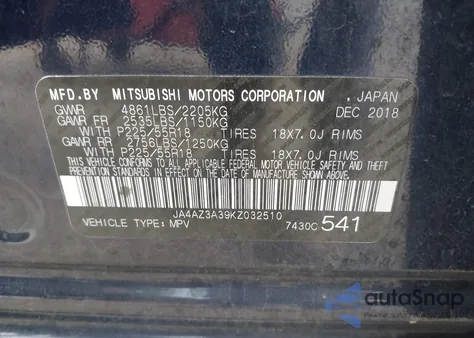 MFD.BY MITSUBISHI MOTORS CORPORATION , JAPAN
GVWR 4861LBS/2205KG DEC 2018
GAWR FR 2535LBS/1150KG
WITH P225/55R18 TIRES 18X7.0J RIMS
GAWR RR 2756LBS/1250KG
WITH P225/55R18 TIRES 18X7.0J RIMS
THIS VEHICLE CONFORMS TO ALL APPLICABLE FEDERAL MOTOR VEHICLE SAFETY AND
THEFT PREVENTION STANDARDS IN EFFECT ON THE DATE OF MANUFACTURE
JA4AZ3A39KZ032510
VEHICLE TYPE: MPV 7430C 541
autoSnap